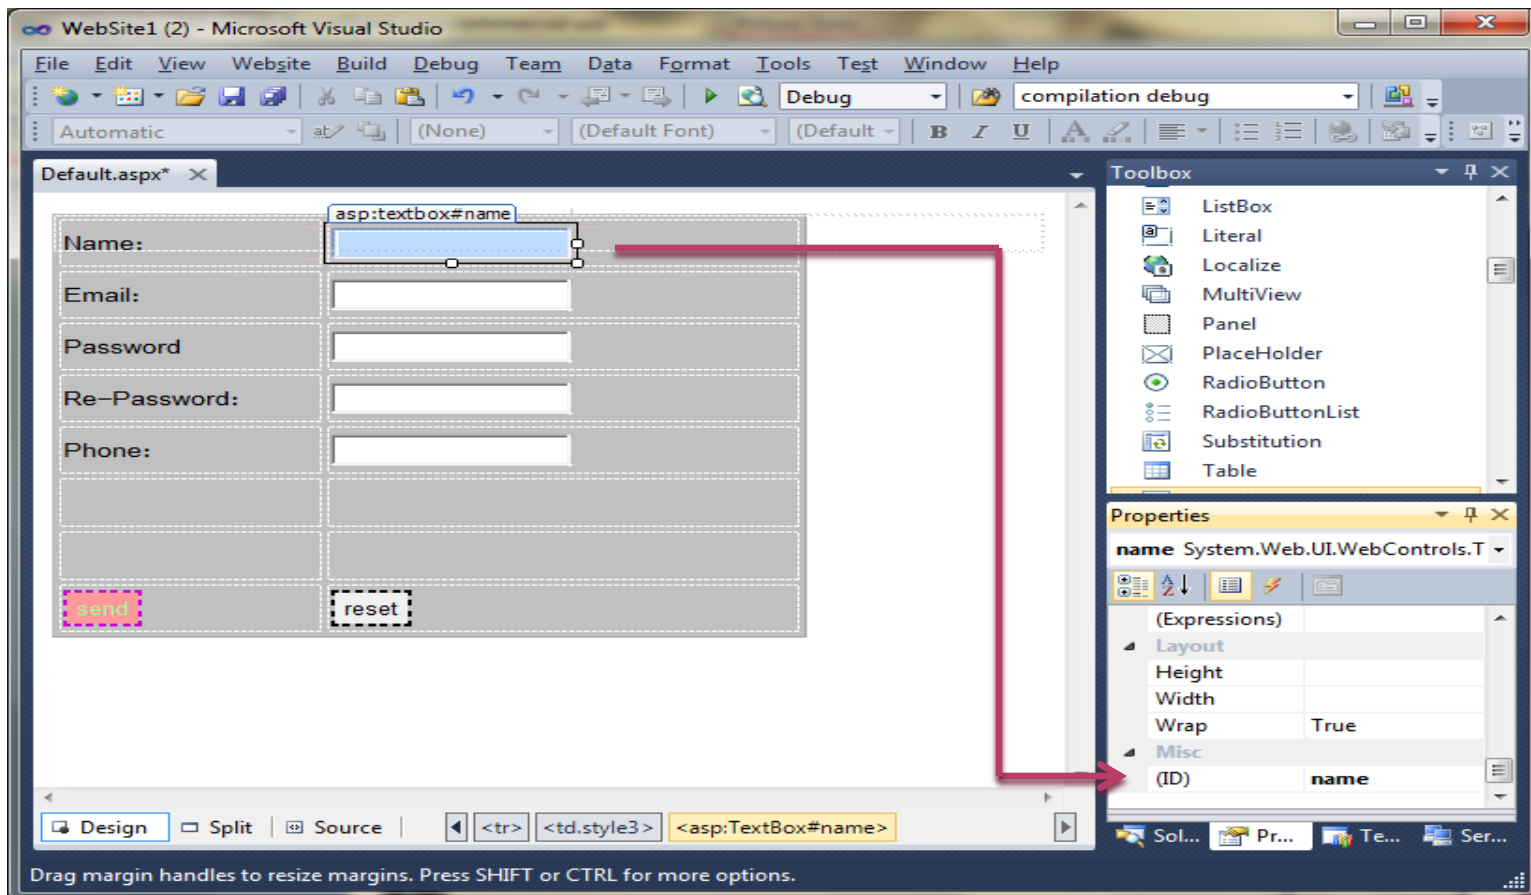 WebSite1 (2) - Microsoft Visual Studio
File Edit View Website Build Debug Team Data Format Tools Test Window Help
Debug compilation debug
Automatic (None) (Default Font) (Default B I U A
Default.aspx*
asp:textbox#name
Name:
Email:
Password
Re-Password:
Phone:
send reset
Design Split Source <tr> <td.style3> <asp:TextBox#name>
Toolbox
ListBox
Literal
Localize
MultiView
Panel
PlaceHolder
RadioButton
RadioButtonList
Substitution
Table
Properties
name System.Web.UI.WebControls.T
(Expressions)
Layout
Height
Width
Wrap True
Misc
(ID) name
Sol... Pr... Te... Ser...
Drag margin handles to resize margins. Press SHIFT or CTRL for more options.